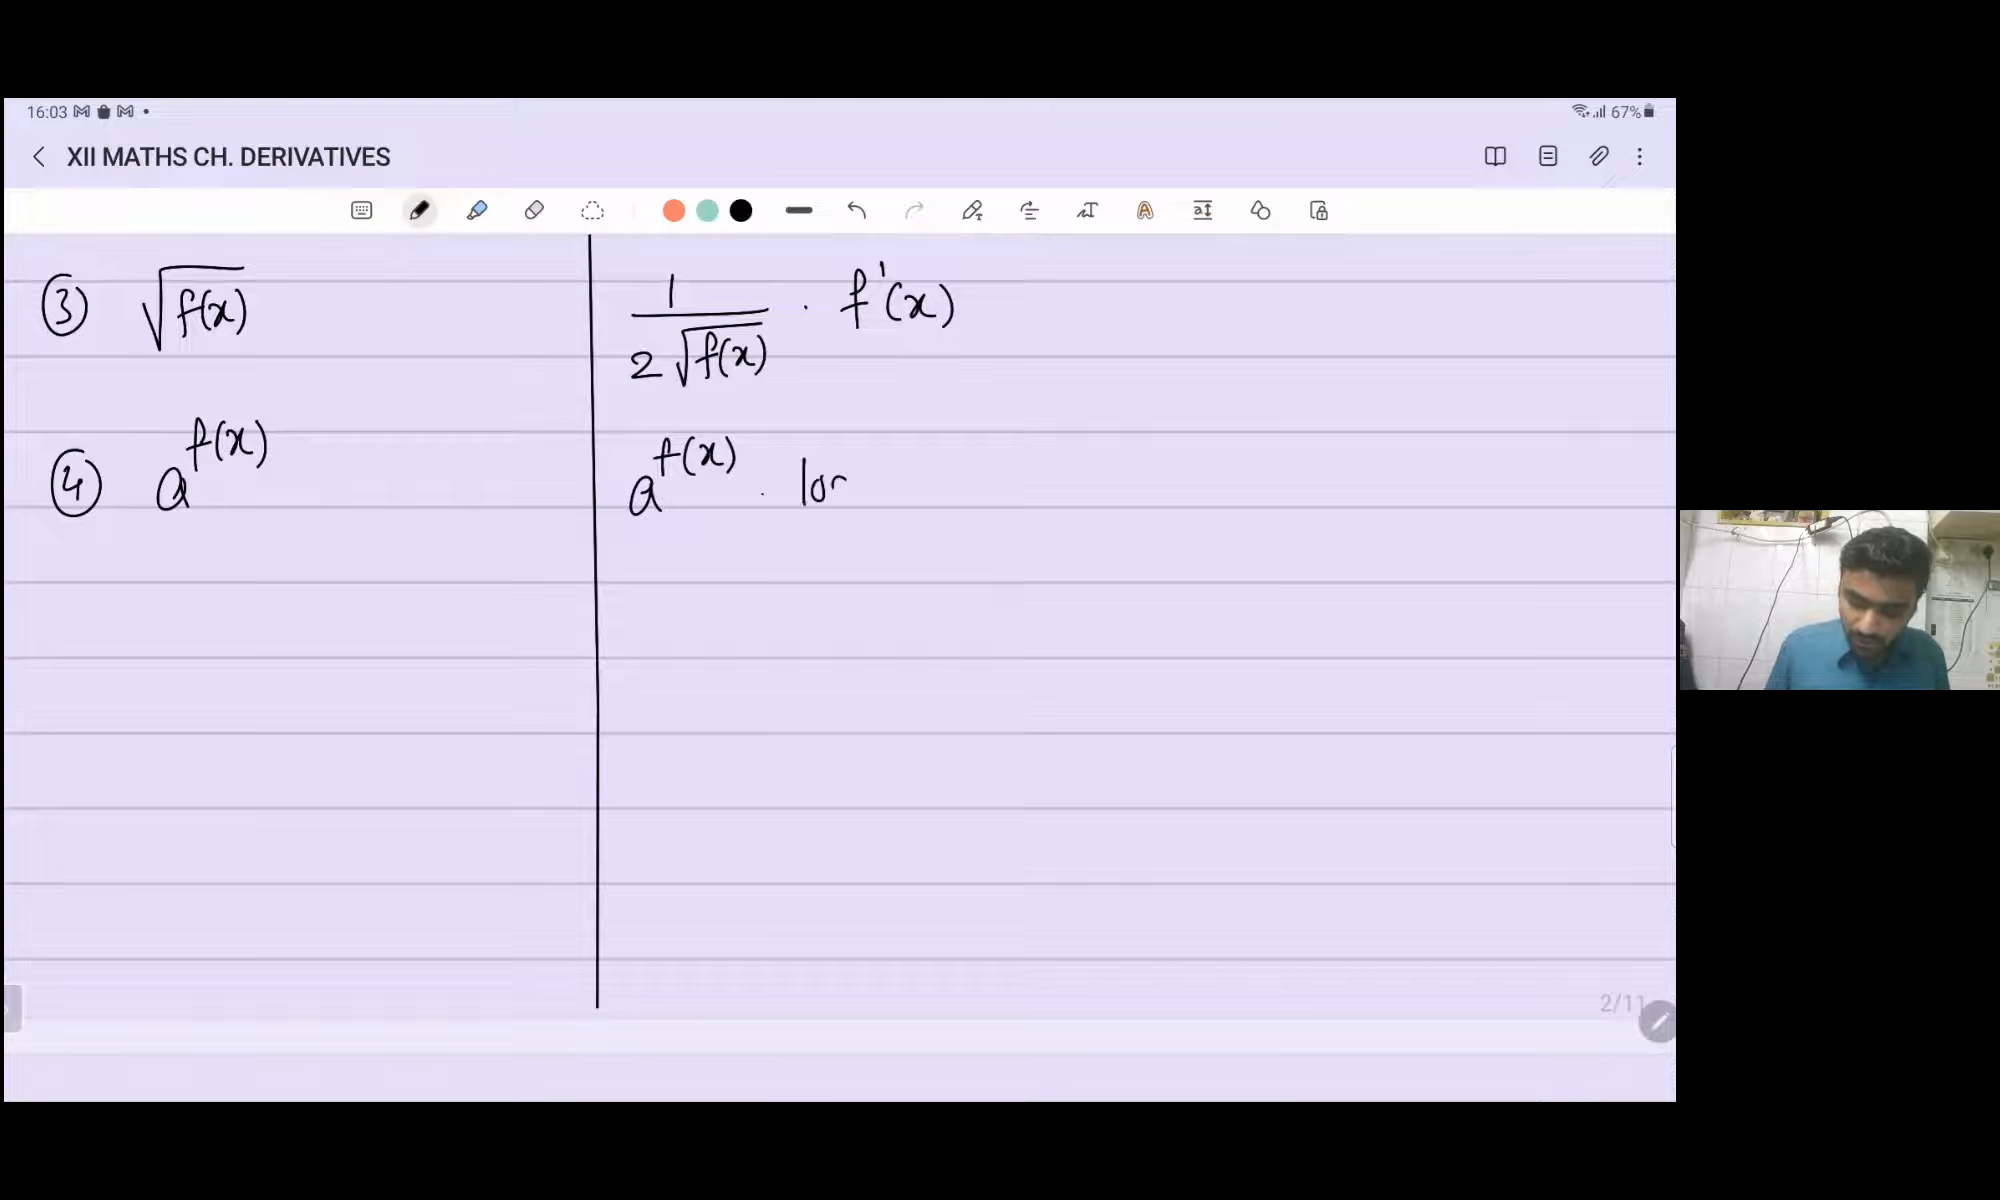 16:03 67%
XII MATHS CH. DERIVATIVES
③ √f(x) 1/(2√f(x)) · f'(x)
④ a^f(x) a^f(x) . lo
2/11